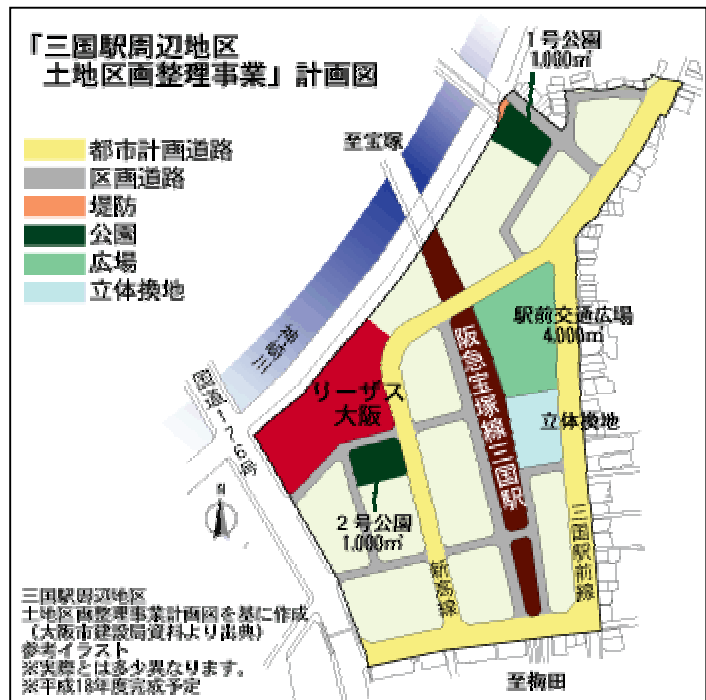 「三国駅周辺地区
土地区画整理事業」計画図
1号公園
1,000㎡
至宝塚
都市計画道路
区画道路
堤防
公園
広場
立体換地
神崎川
国道176号
リーザス
大阪
阪急宝塚線三国駅
駅前交通広場
4,000㎡
立体換地
N
2号公園
1,000㎡
新高線
三国駅前線
三国駅周辺地区
土地区画整理事業計画図を基に作成
(大阪市建設局資料より出典)
参考イラスト
※実際とは多少異なります。
※平成18年度完成予定
至梅田